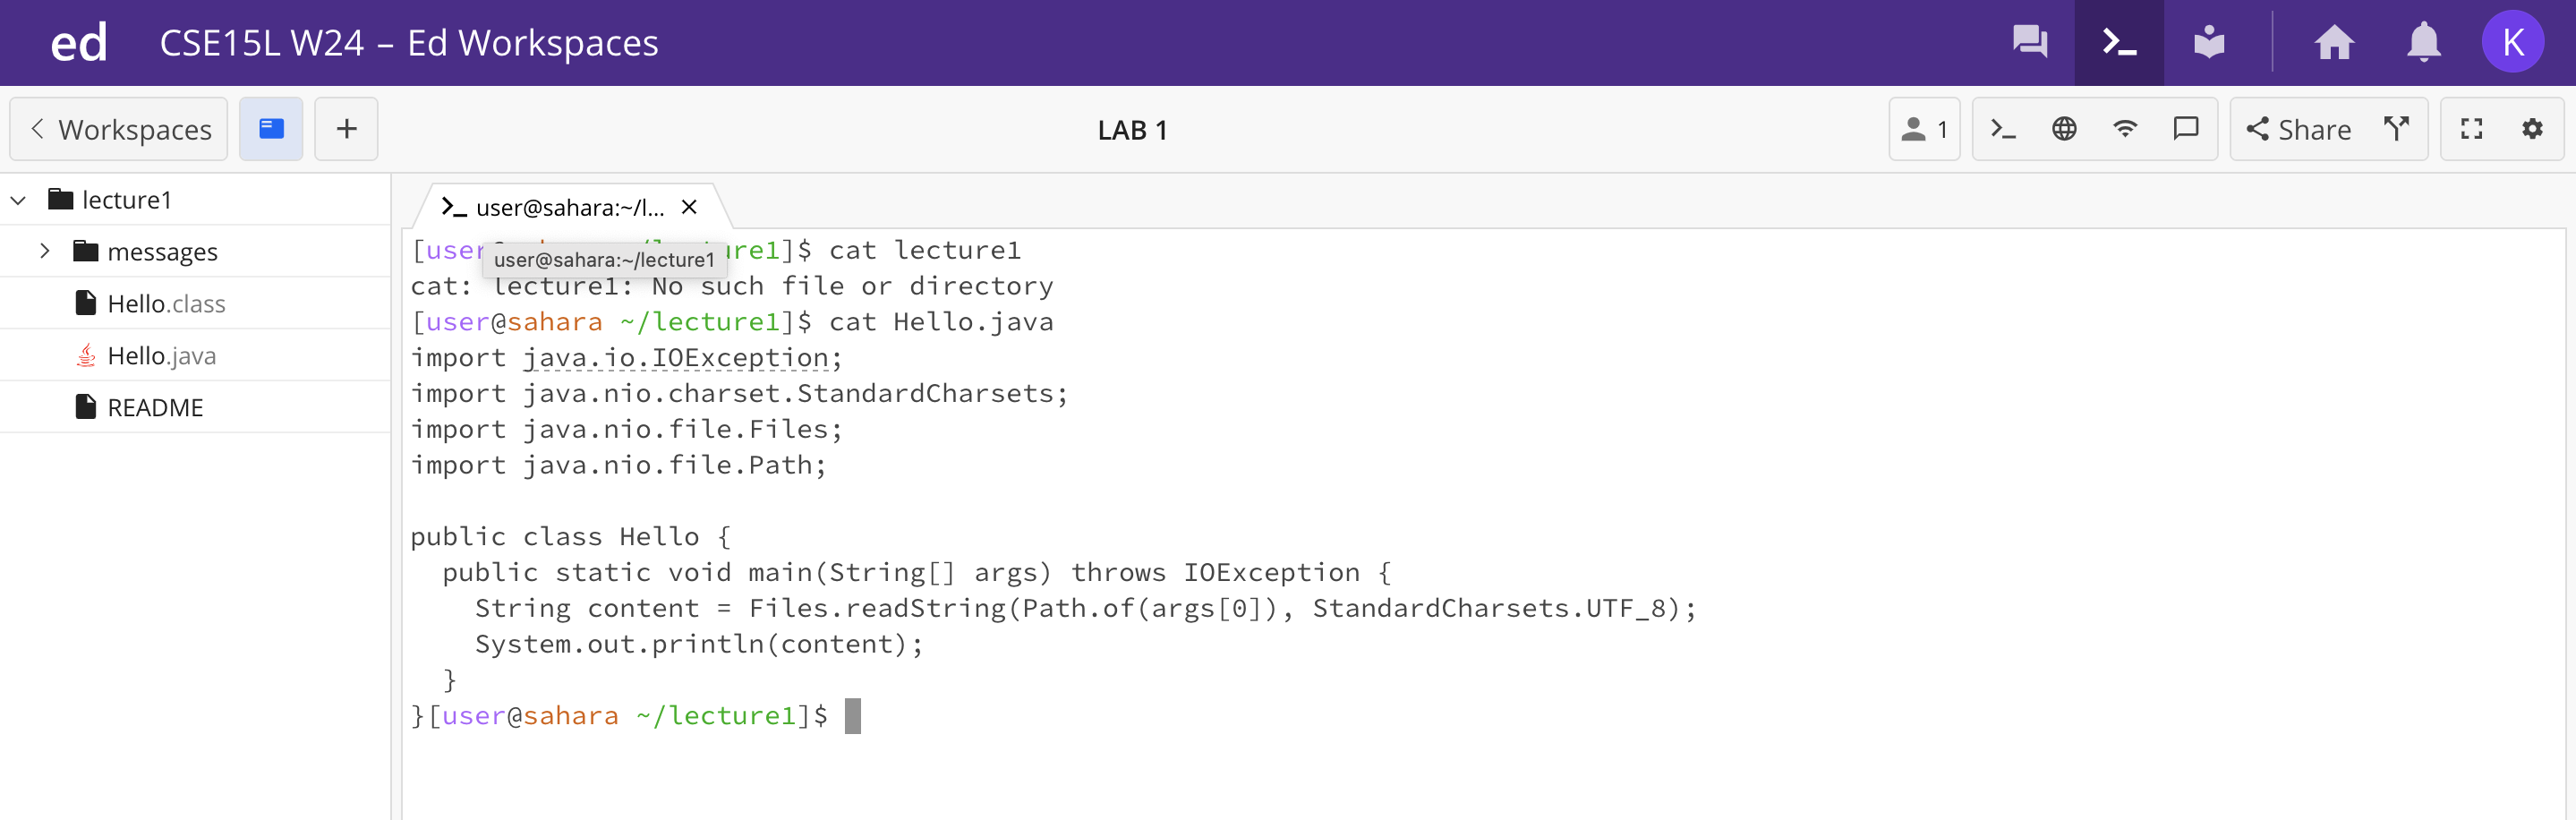 ed CSE15L W24 – Ed Workspaces K
Workspaces LAB 1 1 Share
lecture1
messages
Hello.class
Hello.java
README
user@sahara:~/l...
[user ure1]$ cat lecture1
user@sahara:~/lecture1
cat: lecture1: No such file or directory
[user@sahara ~/lecture1]$ cat Hello.java
import java.io.IOException;
import java.nio.charset.StandardCharsets;
import java.nio.file.Files;
import java.nio.file.Path;
public class Hello {
  public static void main(String[] args) throws IOException {
    String content = Files.readString(Path.of(args[0]), StandardCharsets.UTF_8);
    System.out.println(content);
  }
}[user@sahara ~/lecture1]$